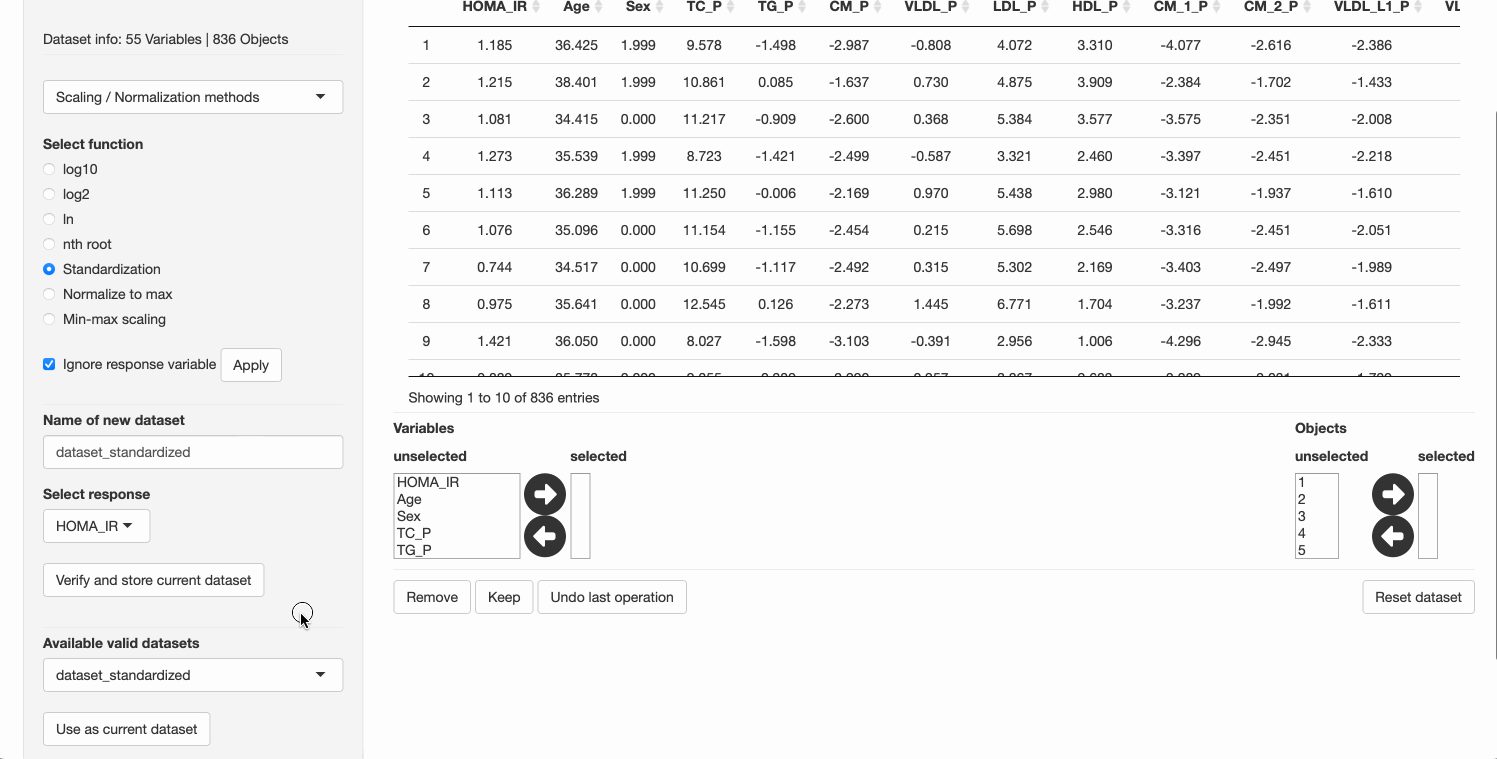 Dataset info: 55 Variables | 836 Objects
Scaling / Normalization methods
Select function
log10
log2
ln
nth root
Standardization
Normalize to max
Min-max scaling
Ignore response variable Apply
Name of new dataset
dataset_standardized
Select response
HOMA_IR
Verify and store current dataset
Available valid datasets
dataset_standardized
Use as current dataset
HOMA_IR Age Sex TC_P TG_P CM_P VLDL_P LDL_P HDL_P CM_1_P CM_2_P VLDL_L1_P VL
1 1.185 36.425 1.999 9.578 -1.498 -2.987 -0.808 4.072 3.310 -4.077 -2.616 -2.386
2 1.215 38.401 1.999 10.861 0.085 -1.637 0.730 4.875 3.909 -2.384 -1.702 -1.433
3 1.081 34.415 0.000 11.217 -0.909 -2.600 0.368 5.384 3.577 -3.575 -2.351 -2.008
4 1.273 35.539 1.999 8.723 -1.421 -2.499 -0.587 3.321 2.460 -3.397 -2.451 -2.218
5 1.113 36.289 1.999 11.250 -0.006 -2.169 0.970 5.438 2.980 -3.121 -1.937 -1.610
6 1.076 35.096 0.000 11.154 -1.155 -2.454 0.215 5.698 2.546 -3.316 -2.451 -2.051
7 0.744 34.517 0.000 10.699 -1.117 -2.492 0.315 5.302 2.169 -3.403 -2.497 -1.989
8 0.975 35.641 0.000 12.545 0.126 -2.273 1.445 6.771 1.704 -3.237 -1.992 -1.611
9 1.421 36.050 0.000 8.027 -1.598 -3.103 -0.391 2.956 1.006 -4.296 -2.945 -2.333
Showing 1 to 10 of 836 entries
Variables
unselected selected
HOMA_IR
Age
Sex
TC_P
TG_P
Objects
unselected selected
1
2
3
4
5
Remove Keep Undo last operation Reset dataset